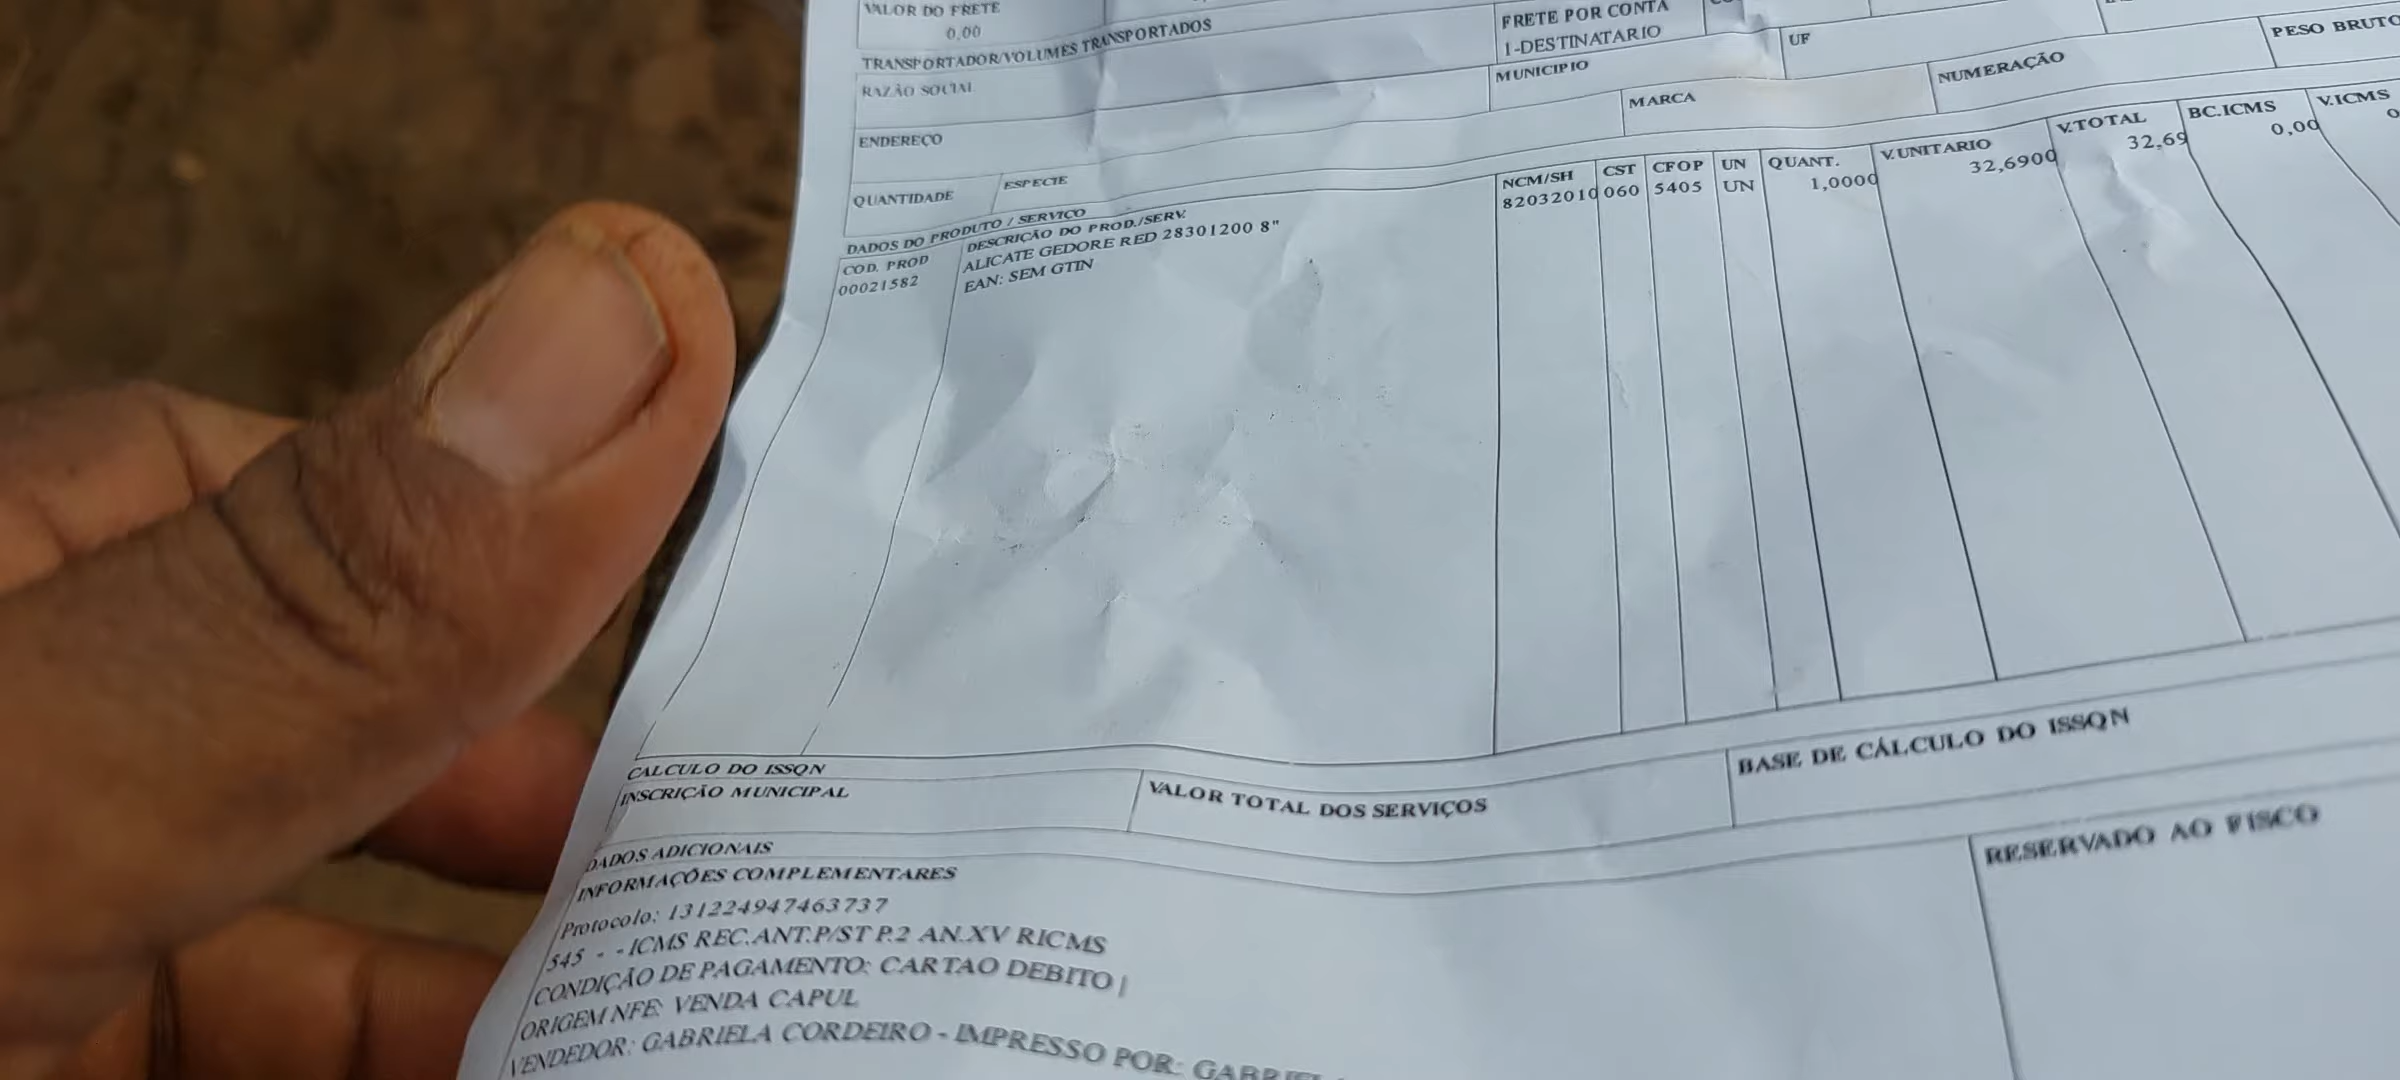 VALOR DO FRETE
0,00
FRETE POR CONTA
1-DESTINATARIO
TRANSPORTADOR/VOLUMES TRANSPORTADOS
RAZÃO SOCIAL
MUNICIPIO
UF
ENDEREÇO
MARCA
NUMERAÇÃO
PESO BRUTO
QUANTIDADE
ESPECIE
DADOS DO PRODUTO / SERVICO
COD. PROD DESCRIÇÃO DO PROD./SERV. NCM/SH CST CFOP UN QUANT. V.UNITARIO V.TOTAL BC.ICMS V.ICMS
00021582 ALICATE GEDORE RED 28301200 8" 82032010 060 5405 UN 1,0000 32,6900 32,69 0,00
EAN: SEM GTIN
CALCULO DO ISSQN
INSCRIÇÃO MUNICIPAL
VALOR TOTAL DOS SERVIÇOS
BASE DE CÁLCULO DO ISSQN
DADOS ADICIONAIS
INFORMAÇÕES COMPLEMENTARES
RESERVADO AO FISCO
Protocolo: 131224947463737
545 - -ICMS REC.ANT.P/ST P.2 AN.XV RICMS
CONDIÇÃO DE PAGAMENTO: CARTAO DEBITO |
ORIGEM NFE: VENDA CAPUL
VENDEDOR: GABRIELA CORDEIRO - IMPRESSO POR: